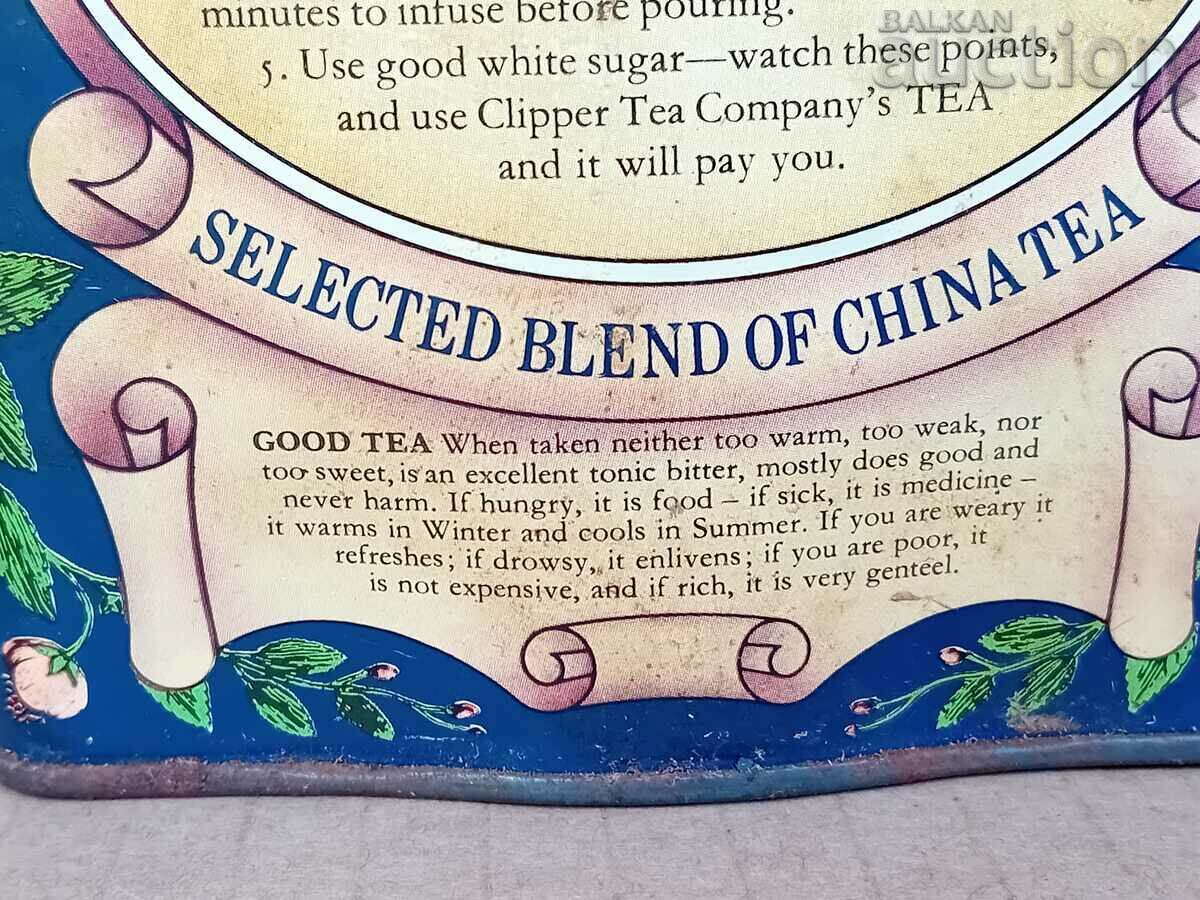 minutes to infuse before pouring.
BALKAN
auction
5. Use good white sugar—watch these points,
and use Clipper Tea Company's TEA
and it will pay you.
SELECTED BLEND OF CHINA TEA
GOOD TEA When taken neither too warm, too weak, nor
too sweet, is an excellent tonic bitter, mostly does good and
never harm. If hungry, it is food – if sick, it is medicine –
it warms in Winter and cools in Summer. If you are weary it
refreshes; if drowsy, it enlivens; if you are poor, it
is not expensive, and if rich, it is very genteel.